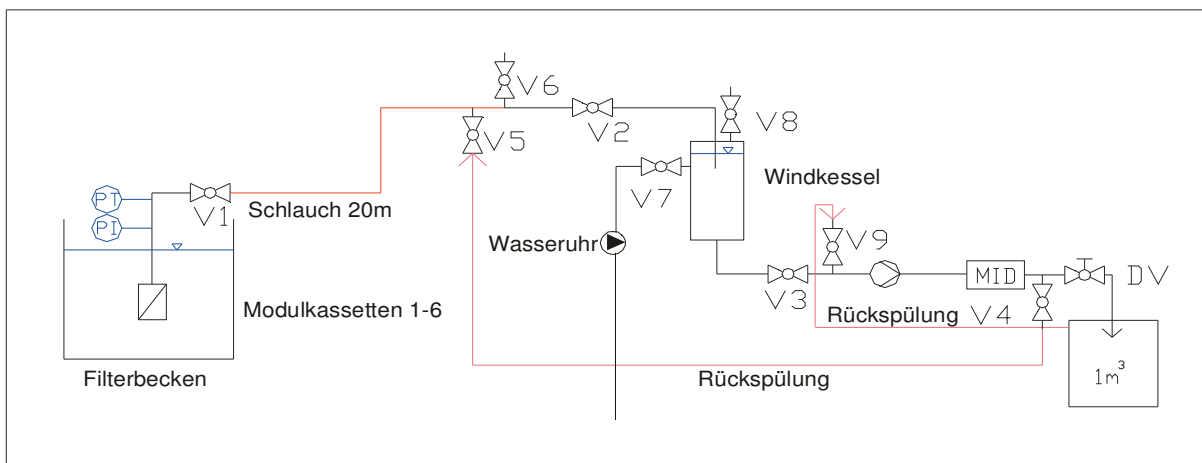 V6
V2
V8
V5
PT
V7
Windkessel
PI
V1
Schlauch 20m
Wasseruhr
V9
MID
DV
V3
Modulkassetten 1-6
Rückspülung
V4
Filterbecken
Rückspülung
1m³